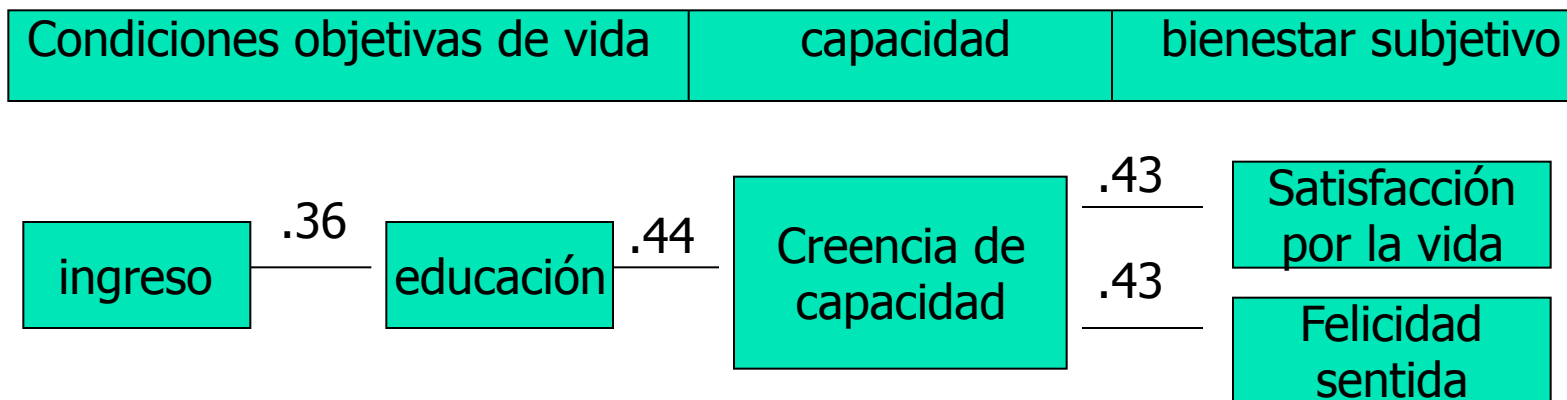 Condiciones objetivas de vida
capacidad
bienestar subjetivo
ingreso
.36
educación
.44
Creencia de
capacidad
.43
Satisfacción
por la vida
.43
Felicidad
sentida